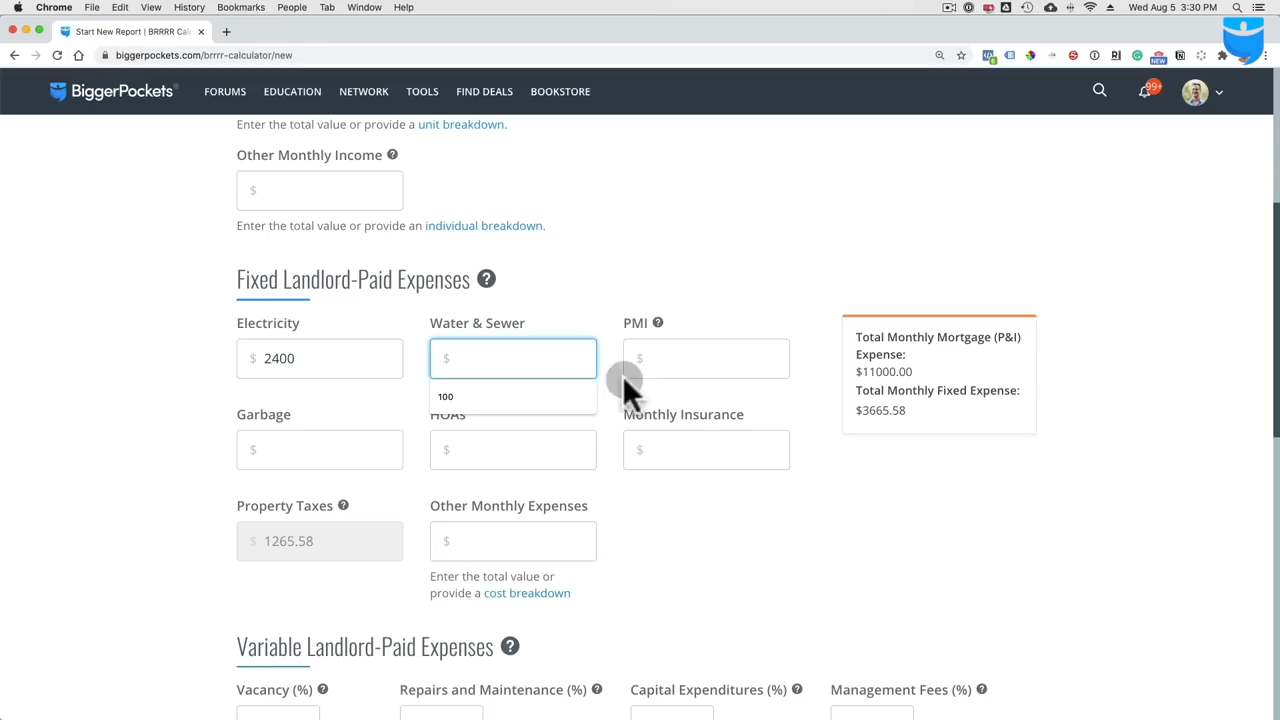 Chrome File Edit View History Bookmarks People Tab Window Help Wed Aug 5 3:30 PM
Start New Report | BRRRR Calc
biggerpockets.com/brrrr-calculator/new
NEW
BiggerPockets FORUMS EDUCATION NETWORK TOOLS FIND DEALS BOOKSTORE 99+
Enter the total value or provide a unit breakdown.
Other Monthly Income
$
Enter the total value or provide an individual breakdown.
Fixed Landlord-Paid Expenses
Electricity Water & Sewer PMI
$ 2400 $ $
100
Garbage HOAs Monthly Insurance
$ $ $
Total Monthly Mortgage (P&I)
Expense:
$11000.00
Total Monthly Fixed Expense:
$3665.58
Property Taxes Other Monthly Expenses
$ 1265.58 $
Enter the total value or
provide a cost breakdown
Variable Landlord-Paid Expenses
Vacancy (%) Repairs and Maintenance (%) Capital Expenditures (%) Management Fees (%)